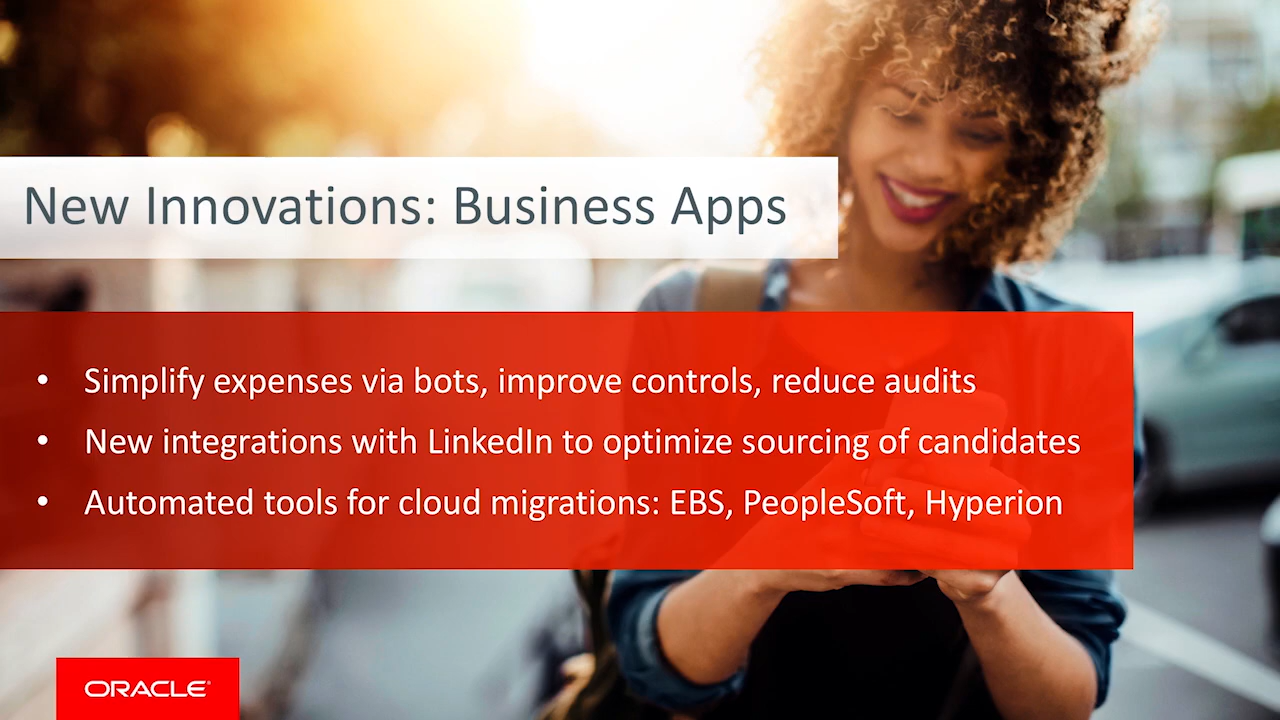 New Innovations: Business Apps
• Simplify expenses via bots, improve controls, reduce audits
• New integrations with LinkedIn to optimize sourcing of candidates
• Automated tools for cloud migrations: EBS, PeopleSoft, Hyperion
ORACLE®